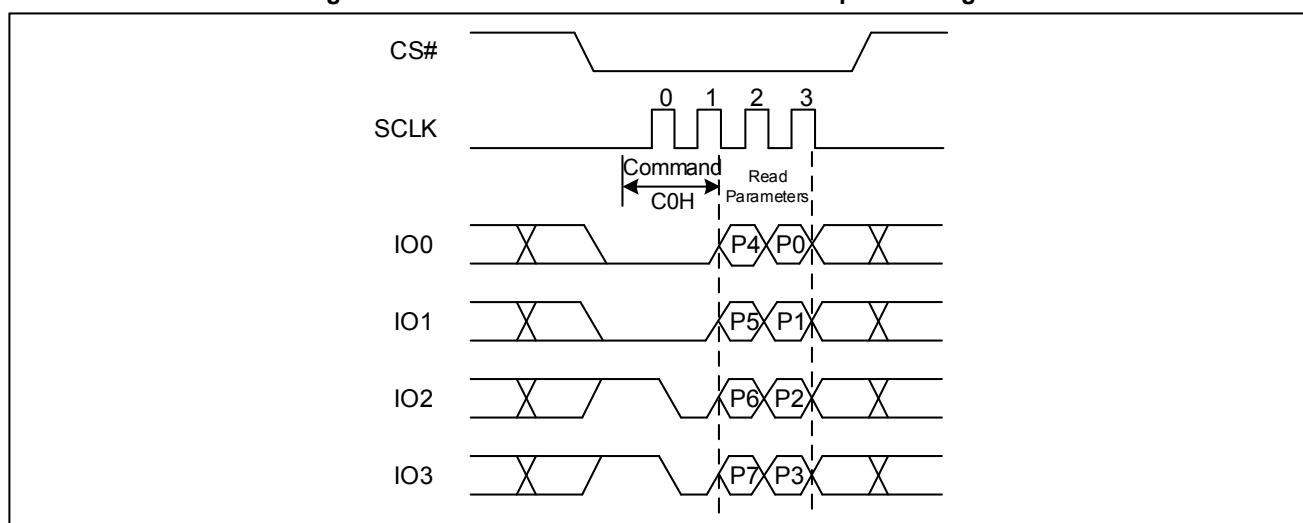 CS#
0 1 2 3
SCLK
Command
C0H
Read
Parameters
IO0 P4 P0
IO1 P5 P1
IO2 P6 P2
IO3 P7 P3